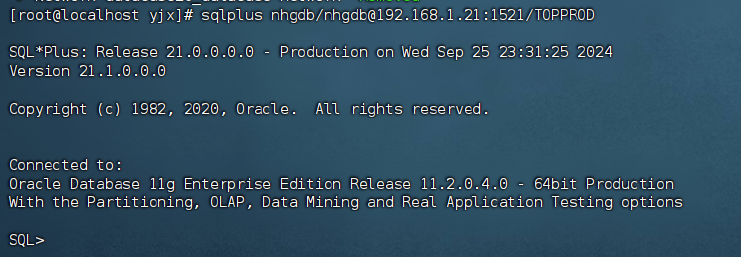 [root@localhost yjx]# sqlplus nhgdb/nhgdb@192.168.1.21:1521/TOPPROD
SQL*Plus: Release 21.0.0.0.0 - Production on Wed Sep 25 23:31:25 2024
Version 21.1.0.0.0
Copyright (c) 1982, 2020, Oracle.  All rights reserved.
Connected to:
Oracle Database 11g Enterprise Edition Release 11.2.0.4.0 - 64bit Production
With the Partitioning, OLAP, Data Mining and Real Application Testing options
SQL>